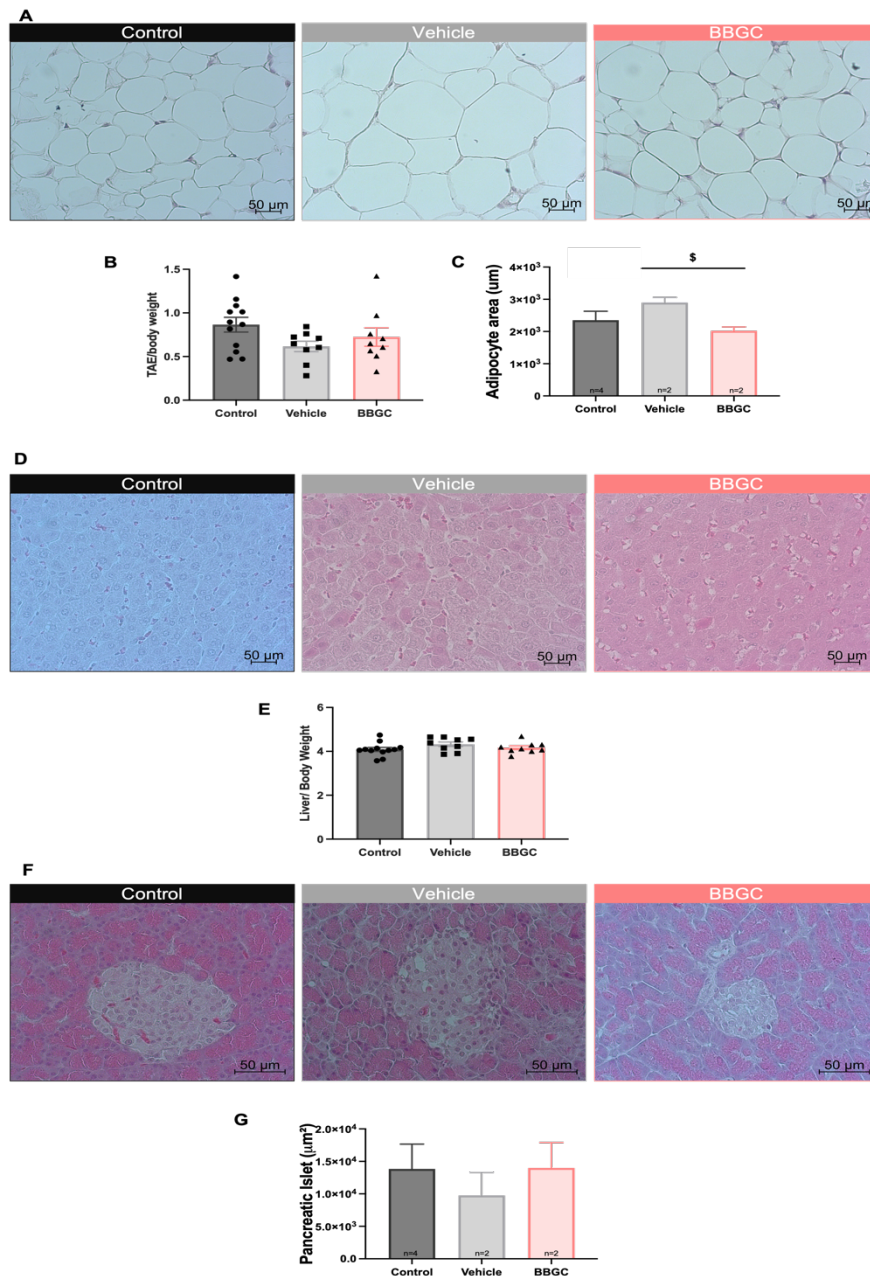 A
Control Vehicle BBGC
50 µm 50 µm 50 µm
B
TAE/body weight
1.5
1.0
0.5
0.0
Control Vehicle BBGC
C
$
Adipocyte area (um)
4×10³
3×10³
2×10³
1×10³
0
n=4 n=2 n=2
Control Vehicle BBGC
D
Control Vehicle BBGC
50 µm 50 µm 50 µm
E
Liver/ Body Weight
6
4
2
0
Control Vehicle BBGC
F
Control Vehicle BBGC
50 µm 50 µm 50 µm
G
Pancreatic Islet (µm²)
2.0×10⁴
1.5×10⁴
1.0×10⁴
5.0×10³
0.0
n=4 n=2 n=2
Control Vehicle BBGC